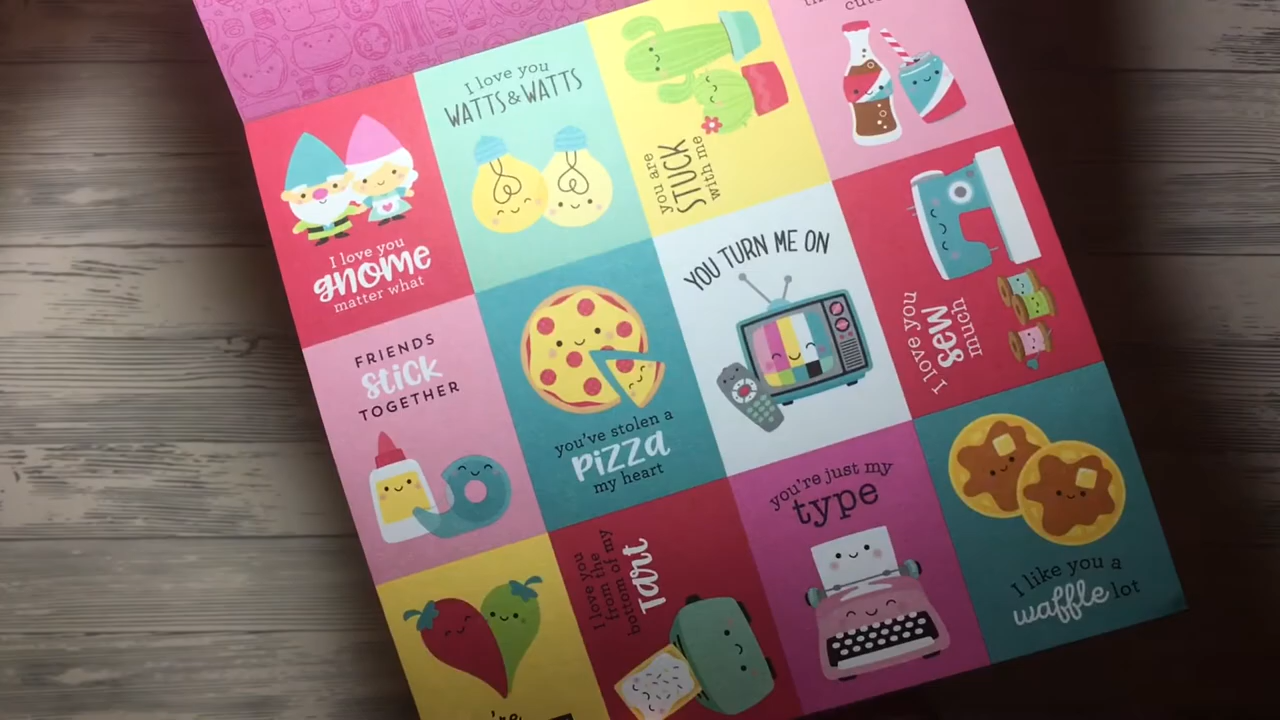 cute
I love you
WATTS & WATTS
you are
STUCK
with me
I love you
gnome
matter what
YOU TURN ME ON
I love you
sew
much
FRIENDS
stick
TOGETHER
you've stolen a
pizza
my heart
you're just my
type
I like you a
waffle lot
I love you
from the
bottom of my
Tart
're